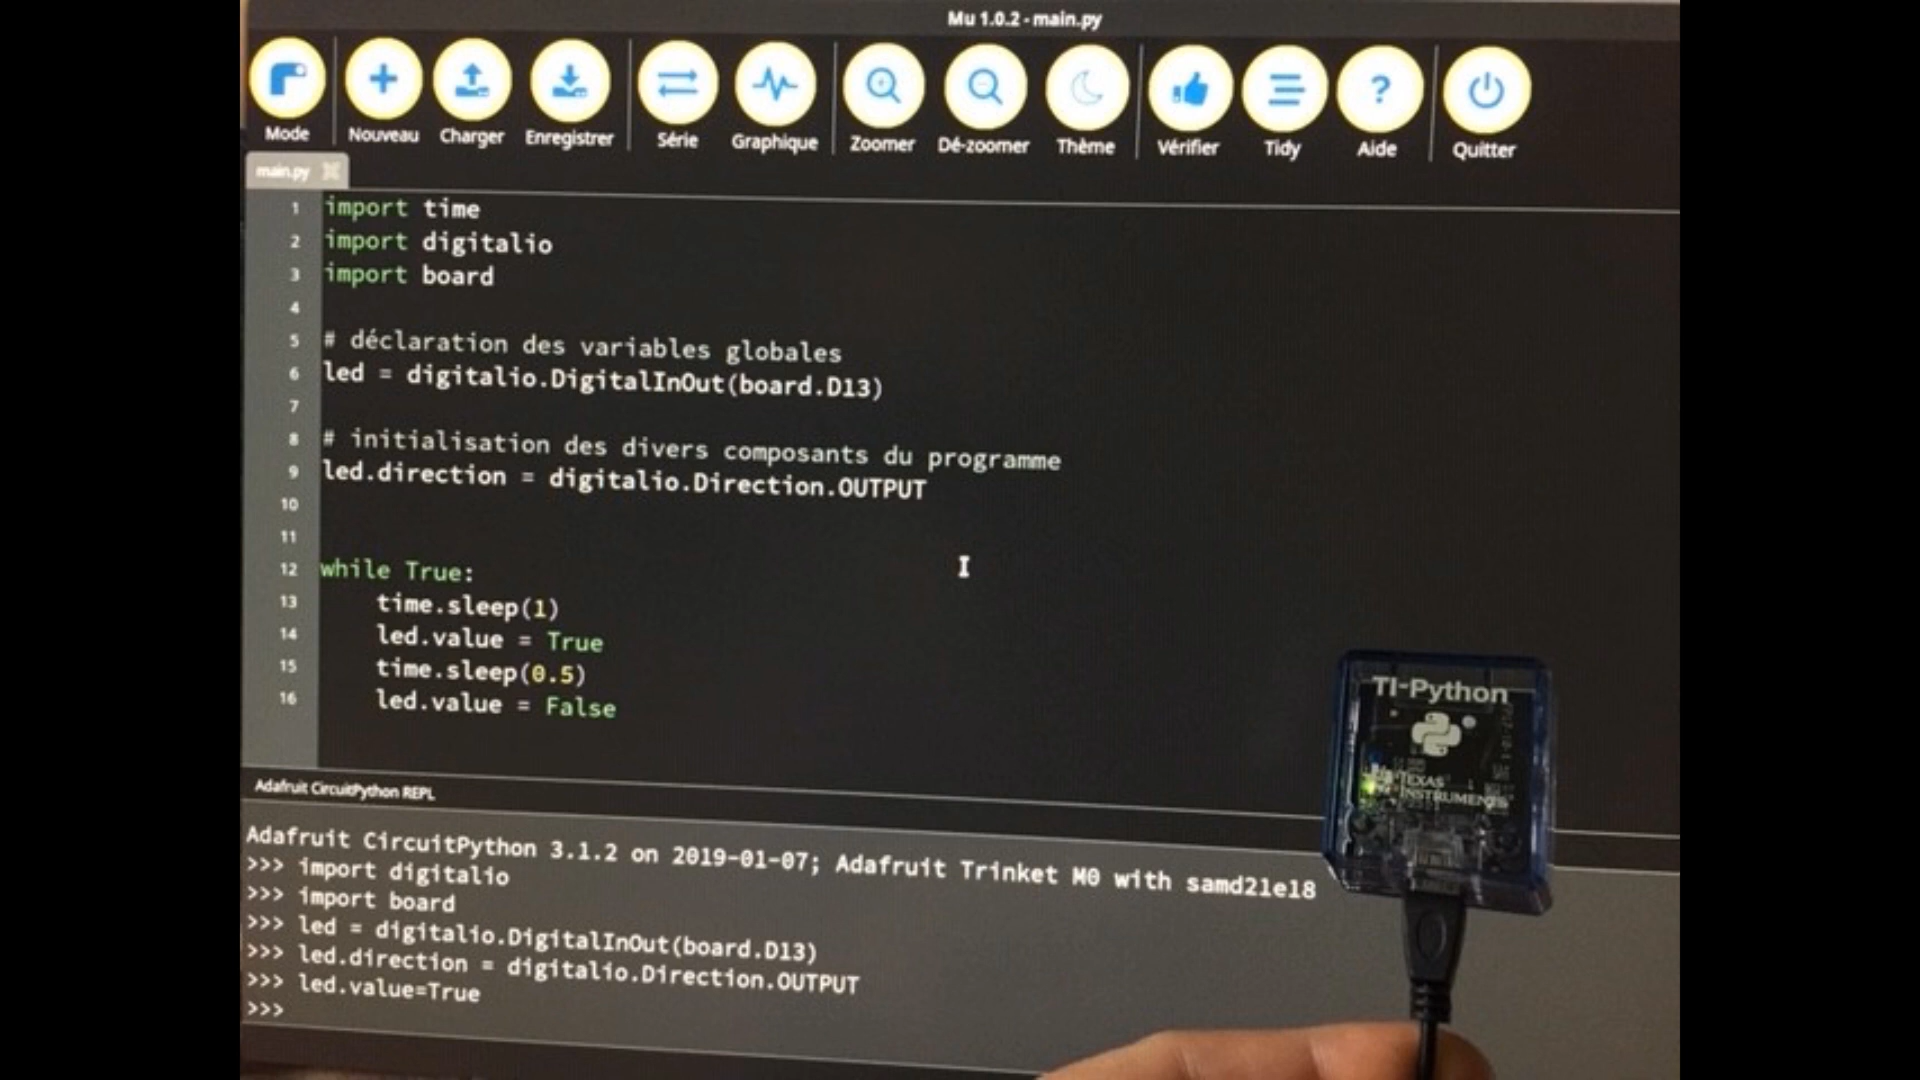 Mu 1.0.2 - main.py
Mode Nouveau Charger Enregistrer Série Graphique Zoomer Dé-zoomer Thème Vérifier Tidy Aide Quitter
main.py
1 import time
2 import digitalio
3 import board
4
5 # déclaration des variables globales
6 led = digitalio.DigitalInOut(board.D13)
7
8 # initialisation des divers composants du programme
9 led.direction = digitalio.Direction.OUTPUT
10
11
12 while True:
13 time.sleep(1)
14 led.value = True
15 time.sleep(0.5)
16 led.value = False
Adafruit CircuitPython REPL
Adafruit CircuitPython 3.1.2 on 2019-01-07; Adafruit Trinket M0 with samd21e18
>>> import digitalio
>>> import board
>>> led = digitalio.DigitalInOut(board.D13)
>>> led.direction = digitalio.Direction.OUTPUT
>>> led.value=True
>>>
TI-Python
TEXAS
INSTRUMENTS